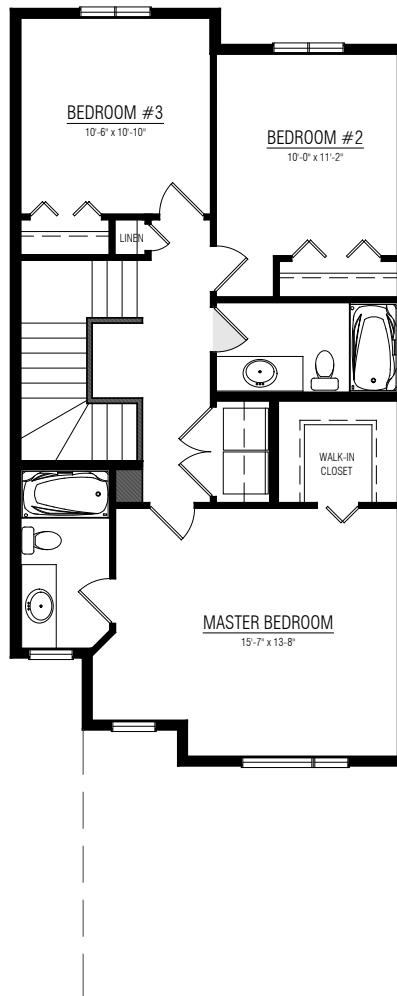 BEDROOM #3
10'-6" x 10'-10"
BEDROOM #2
10'-0" x 11'-2"
LINEN
WALK-IN
CLOSET
MASTER BEDROOM
15'-7" x 13'-8"